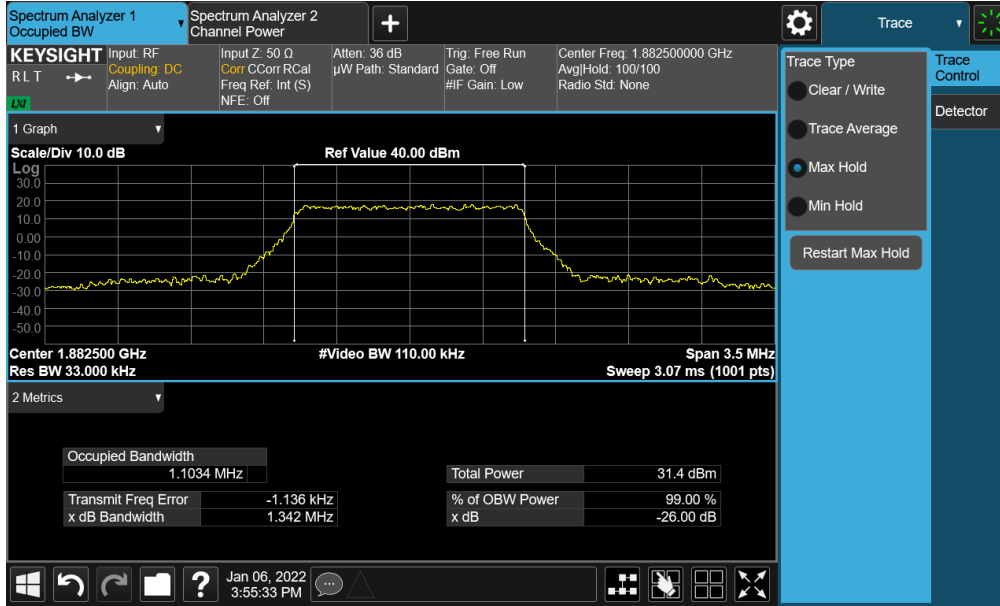 Spectrum Analyzer 1
Occupied BW
Spectrum Analyzer 2
Channel Power
Trace
KEYSIGHT
R L T
LXI
Input: RF
Coupling: DC
Align: Auto
Input Z: 50 Ω
Corr CCorr RCal
Freq Ref: Int (S)
NFE: Off
Atten: 36 dB
µW Path: Standard
Trig: Free Run
Gate: Off
#IF Gain: Low
Center Freq: 1.882500000 GHz
Avg|Hold: 100/100
Radio Std: None
1 Graph
Scale/Div 10.0 dB
Ref Value 40.00 dBm
Log
30.0
20.0
10.0
0.00
-10.0
-20.0
-30.0
-40.0
-50.0
Center 1.882500 GHz
#Video BW 110.00 kHz
Span 3.5 MHz
Res BW 33.000 kHz
Sweep 3.07 ms (1001 pts)
2 Metrics
Occupied Bandwidth
1.1034 MHz
Transmit Freq Error -1.136 kHz
x dB Bandwidth 1.342 MHz
Total Power 31.4 dBm
% of OBW Power 99.00 %
x dB -26.00 dB
Trace Type
Clear / Write
Trace Average
Max Hold
Min Hold
Restart Max Hold
Trace
Control
Detector
?
Jan 06, 2022
3:55:33 PM